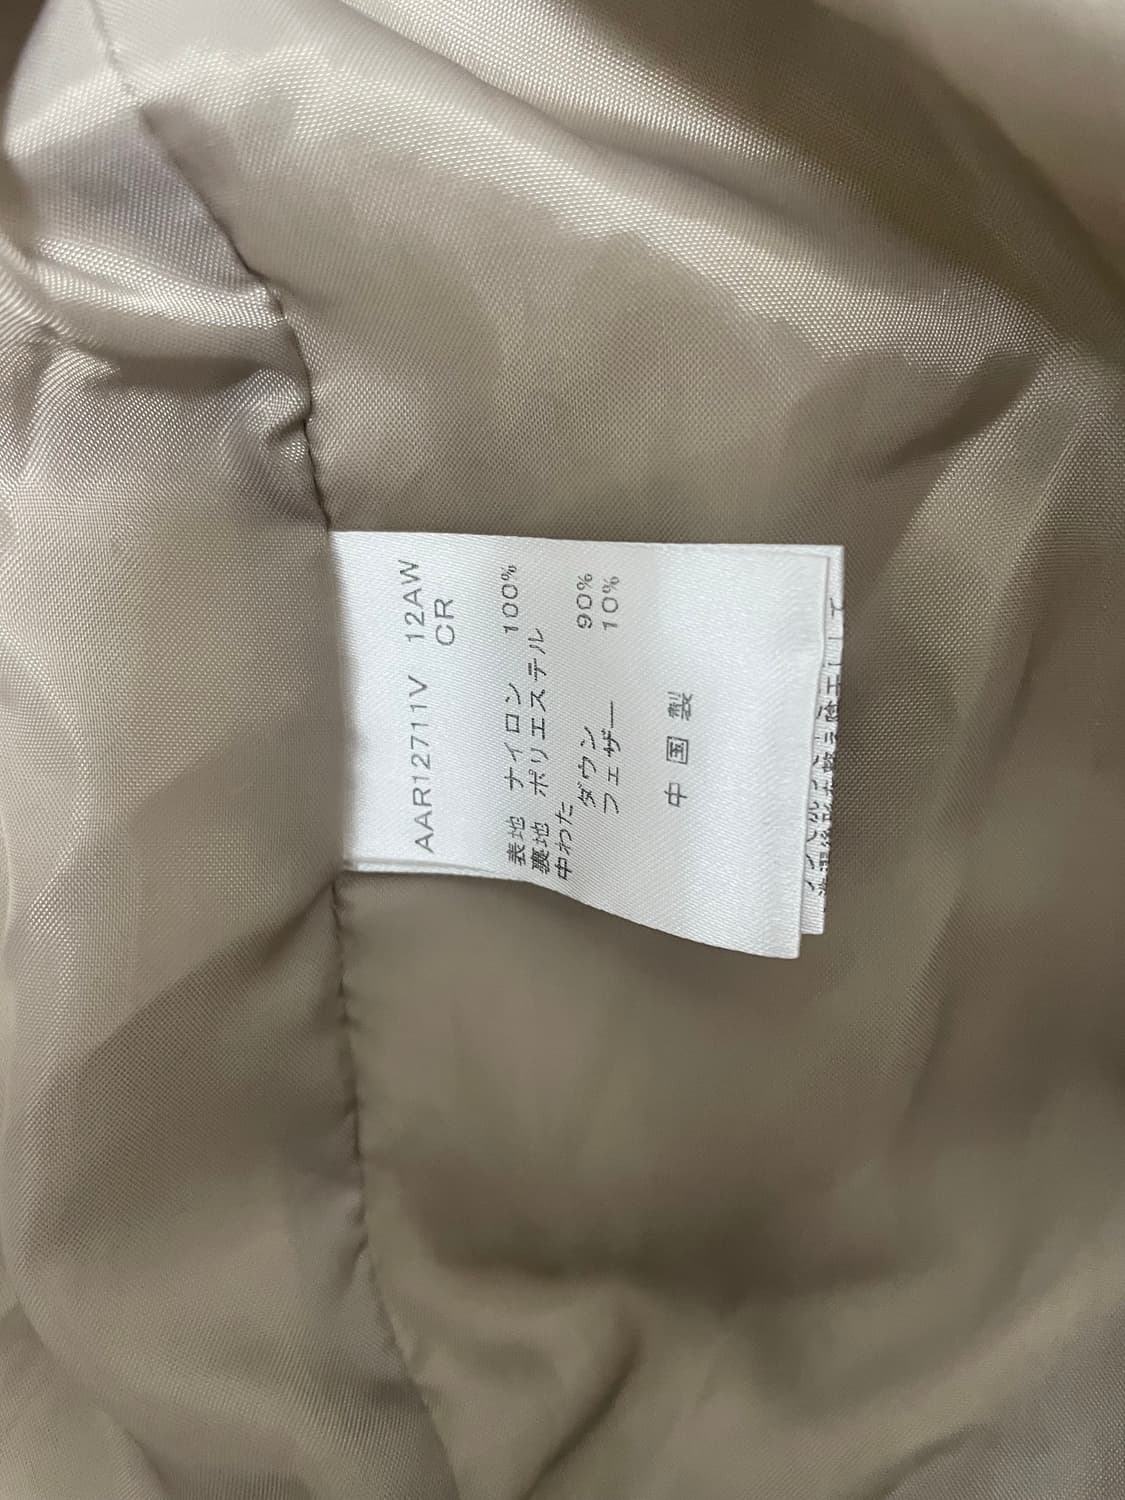 AAR12711V 12AW
CR
表地 ナイロン 100%
裏地 ポリエステル
中わた
ダウン 90%
フェザー 10%
中国製